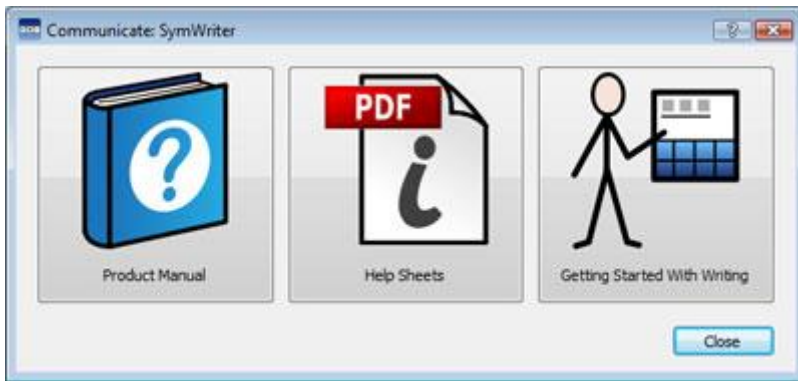 Communicate: SymWriter
?
PDF
i
Product Manual
Help Sheets
Getting Started With Writing
Close